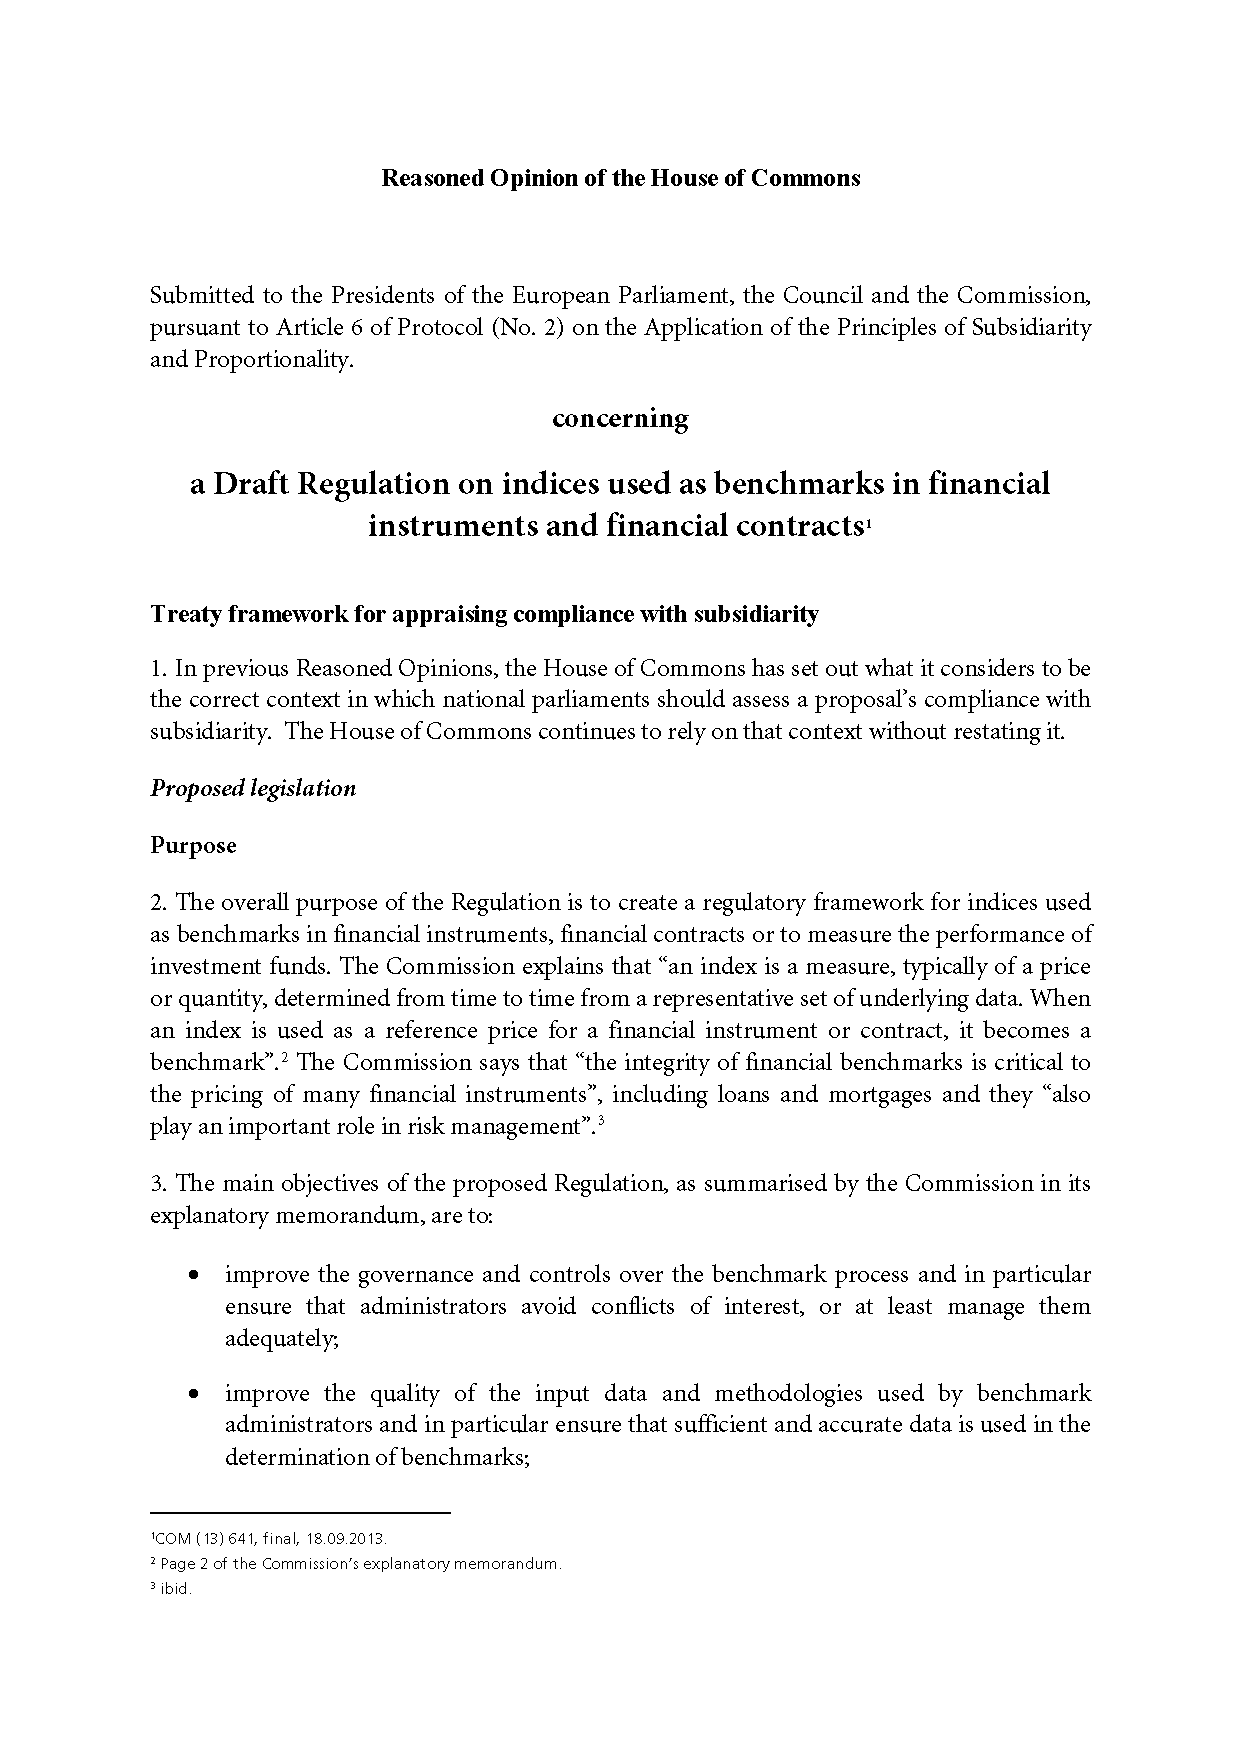 Reasoned Opinion of the House of Commons
Submitted to the Presidents of the European Parliament, the Council and the Commission,
pursuant to Article 6 of Protocol (No. 2) on the Application of the Principles of Subsidiarity
and Proportionality.
concerning
a Draft Regulation on indices used as benchmarks in financial
instruments and financial contracts¹
Treaty framework for appraising compliance with subsidiarity
1. In previous Reasoned Opinions, the House of Commons has set out what it considers to be
the correct context in which national parliaments should assess a proposal’s compliance with
subsidiarity.  The House of Commons continues to rely on that context without restating it.
Proposed legislation
Purpose
2. The overall purpose of the Regulation is to create a regulatory framework for indices used
as benchmarks in financial instruments, financial contracts or to measure the performance of
investment funds. The Commission explains that “an index is a measure, typically of a price
or quantity, determined from time to time from a representative set of underlying data. When
an index is used as a reference price for a financial instrument or contract, it becomes a
benchmark”.² The Commission says that “the integrity of financial benchmarks is critical to
the pricing of many financial instruments”, including loans and mortgages and they “also
play an important role in risk management”.³
3. The main objectives of the proposed Regulation, as summarised by the Commission in its
explanatory memorandum, are to:
• improve the governance and controls over the benchmark process and in particular
ensure that administrators avoid conflicts of interest, or at least manage them
adequately;
• improve the quality of the input data and methodologies used by benchmark
administrators and in particular ensure that sufficient and accurate data is used in the
determination of benchmarks;
¹COM (13) 641, final, 18.09.2013.
² Page 2 of the Commission’s explanatory memorandum.
³ ibid.